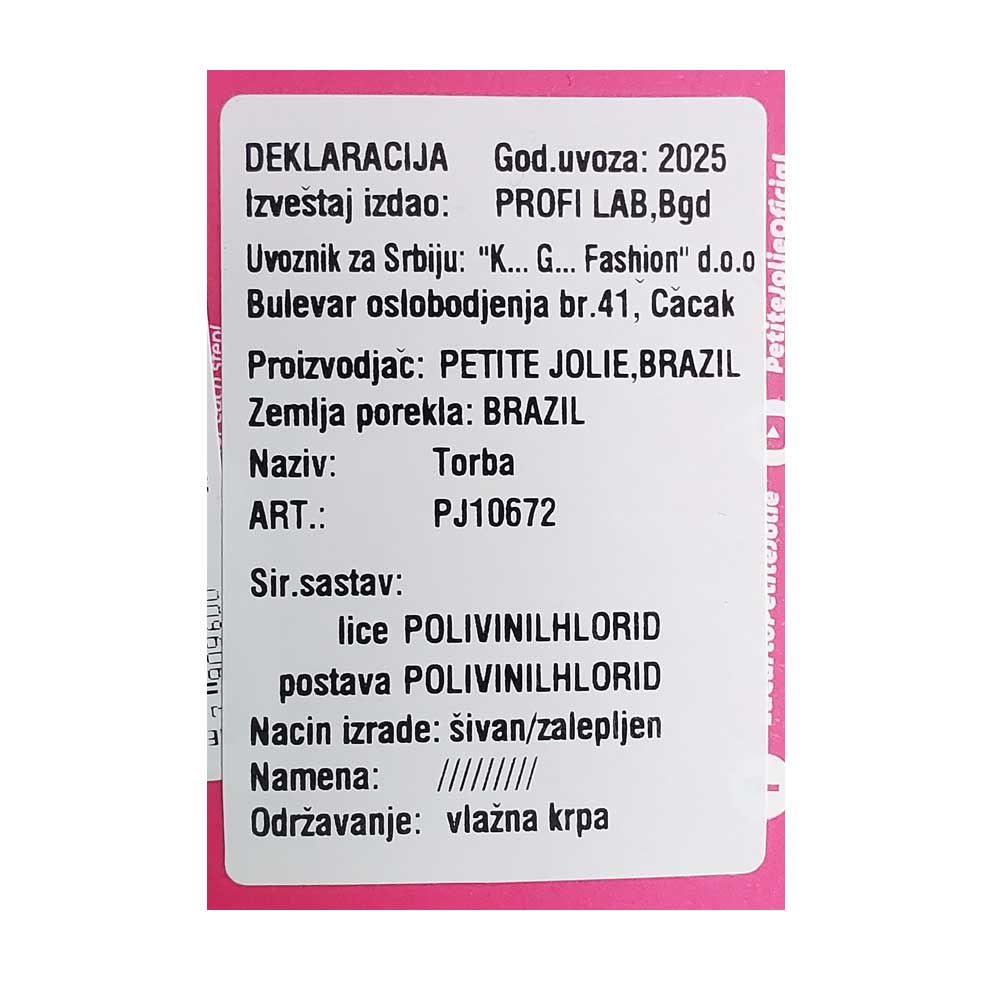 DEKLARACIJA God.uvoza: 2025
Izveštaj izdao: PROFI LAB,Bgd
Uvoznik za Srbiju: "K... G... Fashion" d.o.o
Bulevar oslobodjenja br.41, Čačak
Proizvodjač: PETITE JOLIE,BRAZIL
Zemlja porekla: BRAZIL
Naziv: Torba
ART.: PJ10672
Sir.sastav:
lice POLIVINILHLORID
postava POLIVINILHLORID
Nacin izrade: šivan/zalepljen
Namena: /////////
Održavanje: vlažna krpa
PetiteJolieOficial